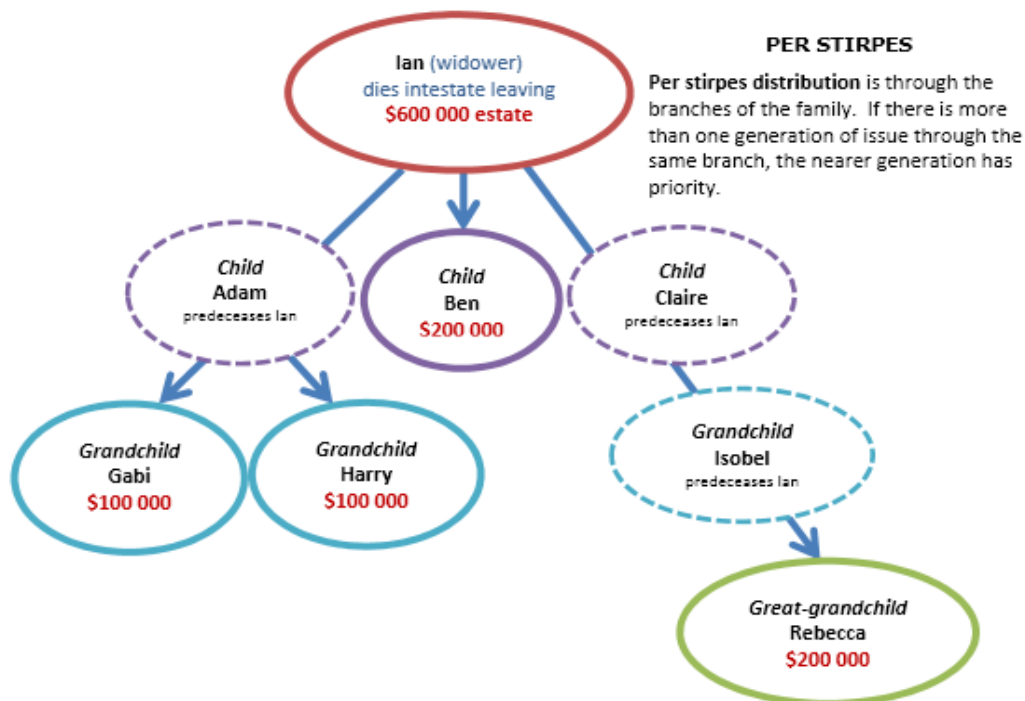 Ian (widower)
dies intestate leaving
$600 000 estate
PER STIRPES
Per stirpes distribution is through the
branches of the family. If there is more
than one generation of issue through the
same branch, the nearer generation has
priority.
Child
Adam
predeceases Ian
Child
Ben
$200 000
Child
Claire
predeceases Ian
Grandchild
Gabi
$100 000
Grandchild
Harry
$100 000
Grandchild
Isobel
predeceases Ian
Great-grandchild
Rebecca
$200 000